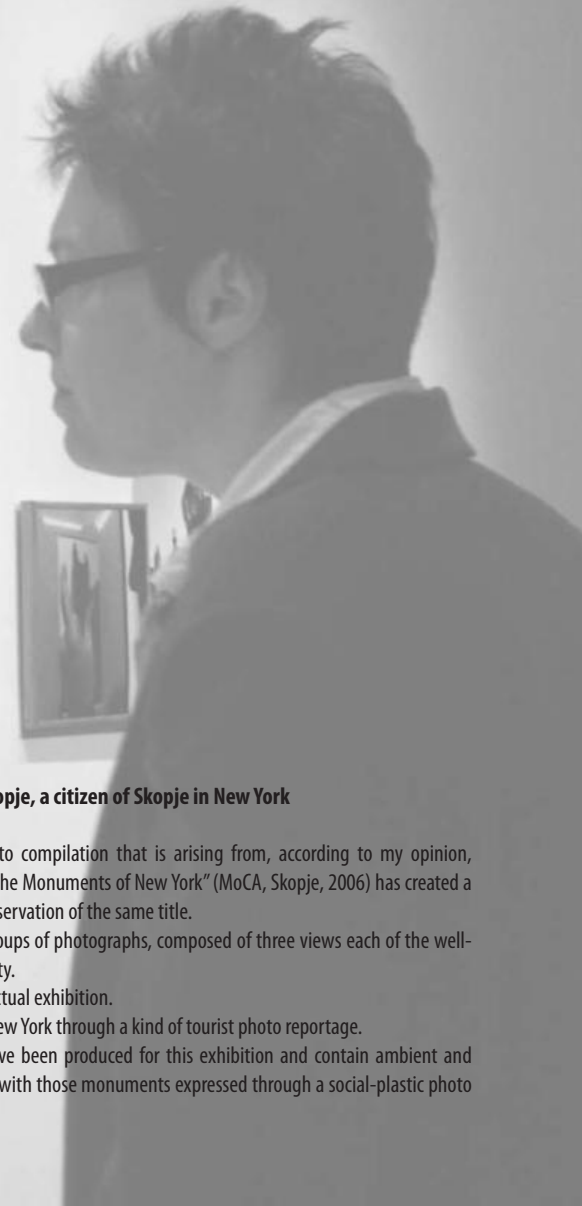 opje, a citizen of Skopje in New York
to compilation that is arising from, according to my opinion,
he Monuments of New York” (MoCA, Skopje, 2006) has created a
servation of the same title.
oups of photographs, composed of three views each of the well-
ty.
ctual exhibition.
ew York through a kind of tourist photo reportage.
ve been produced for this exhibition and contain ambient and
with those monuments expressed through a social-plastic photo